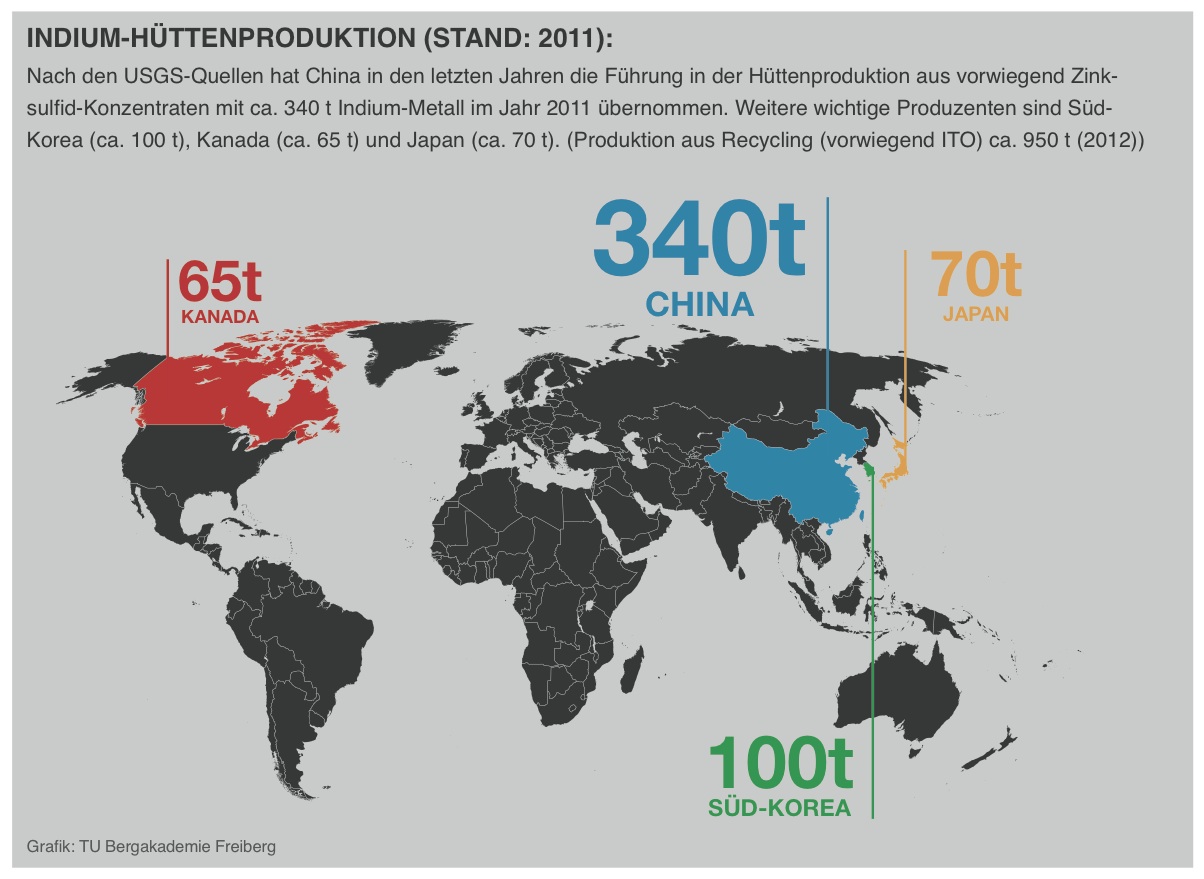 INDIUM-HÜTTENPRODUKTION (STAND: 2011):
Nach den USGS-Quellen hat China in den letzten Jahren die Führung in der Hüttenproduktion aus vorwiegend Zink-
sulfid-Konzentraten mit ca. 340 t Indium-Metall im Jahr 2011 übernommen. Weitere wichtige Produzenten sind Süd-
Korea (ca. 100 t), Kanada (ca. 65 t) und Japan (ca. 70 t). (Produktion aus Recycling (vorwiegend ITO) ca. 950 t (2012))
65t
KANADA
340t
CHINA
70t
JAPAN
100t
SÜD-KOREA
Grafik: TU Bergakademie Freiberg